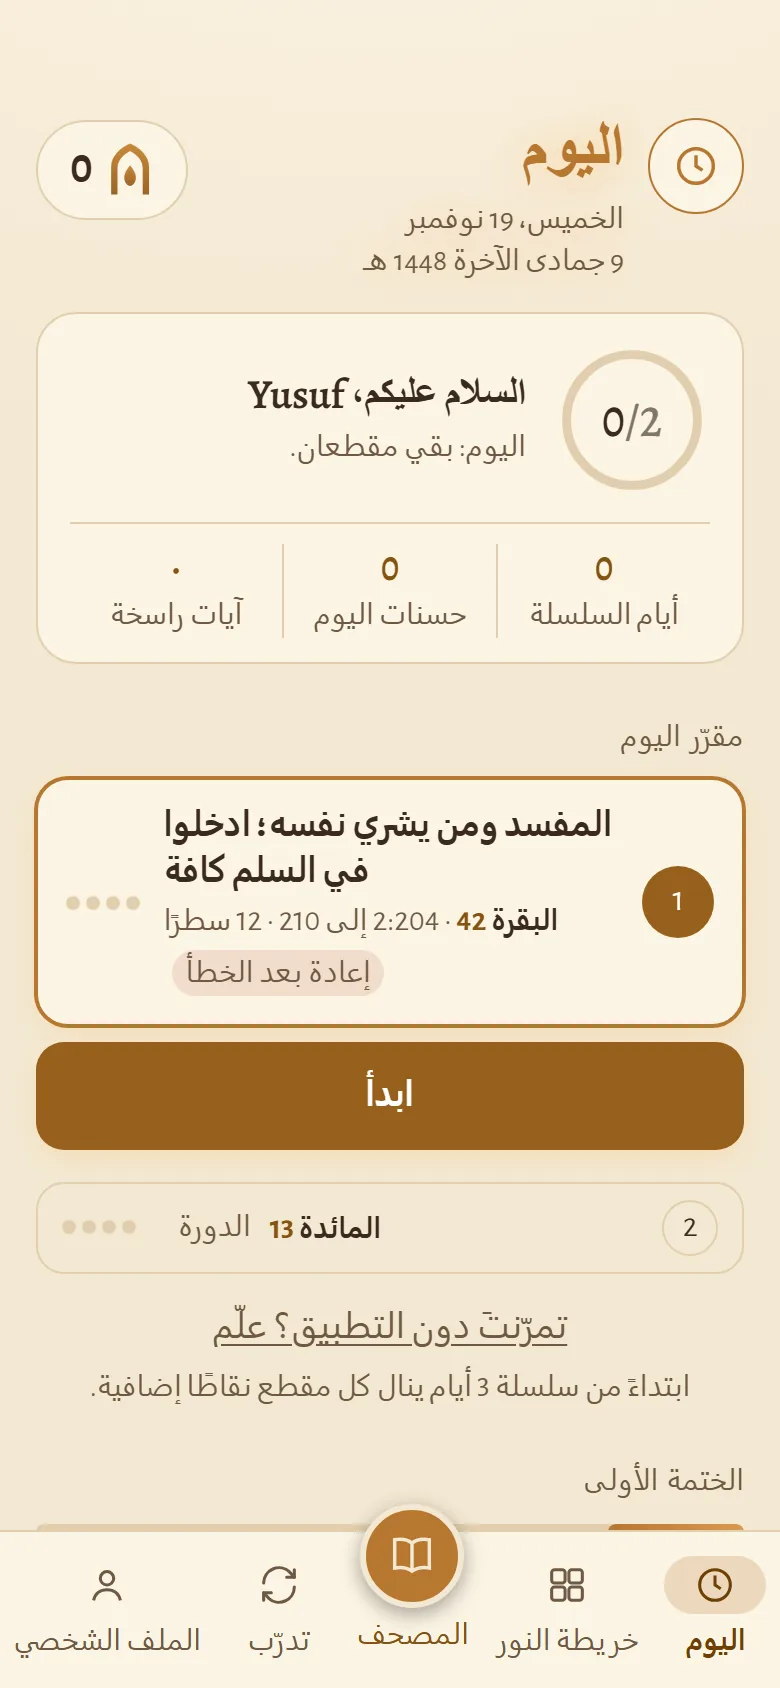 اليوم
الخميس، 19 نوفمبر
9 جمادى الآخرة 1448 هـ
0
0/2
السلام عليكم، Yusuf
اليوم: بقي مقطعان.
0
أيام السلسلة
0
حسنات اليوم
٠
آيات راسخة
مقرّر اليوم
1
المفسد ومن يشري نفسه؛ ادخلوا
في السلم كافة
البقرة 42 · 2:204 إلى 210 · 12 سطرًا
إعادة بعد الخطأ
ابدأ
2
المائدة 13 الدورة
تمرّنتَ دون التطبيق؟ علّم
ابتداءً من سلسلة 3 أيام ينال كل مقطع نقاطًا إضافية.
الختمة الأولى
اليوم
خريطة النور
المصحف
تدرّب
الملف الشخصي